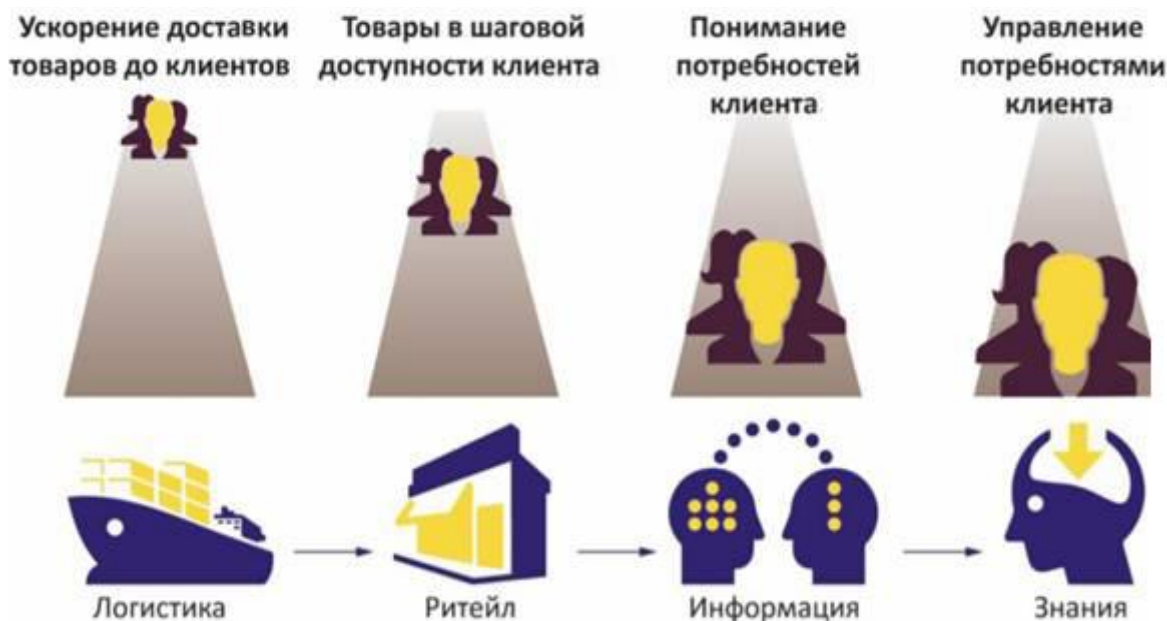 Ускорение доставки
товаров до клиентов
Товары в шаговой
доступности клиента
Понимание
потребностей
клиента
Управление
потребностями
клиента
Логистика
Ритейл
Информация
Знания